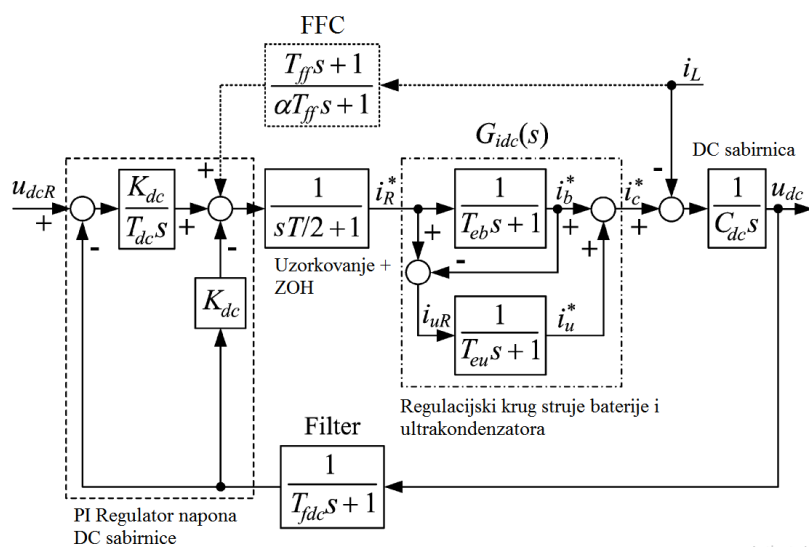 FFC
T_ff s + 1
αT_ff s + 1
i_L
G_idc(s)
DC sabirnica
u_dcR
+
-
K_dc
T_dc s
+
+
-
1
sT/2 + 1
i_R^*
1
T_eb s + 1
i_b^*
+
i_c^*
+
-
1
C_dc s
u_dc
Uzorkovanje +
ZOH
+
-
+
K_dc
i_uR
1
T_eu s + 1
i_u^*
Regulacijski krug struje baterije i
ultrakondenzatora
Filter
1
T_fdc s + 1
PI Regulator napona
DC sabirnice